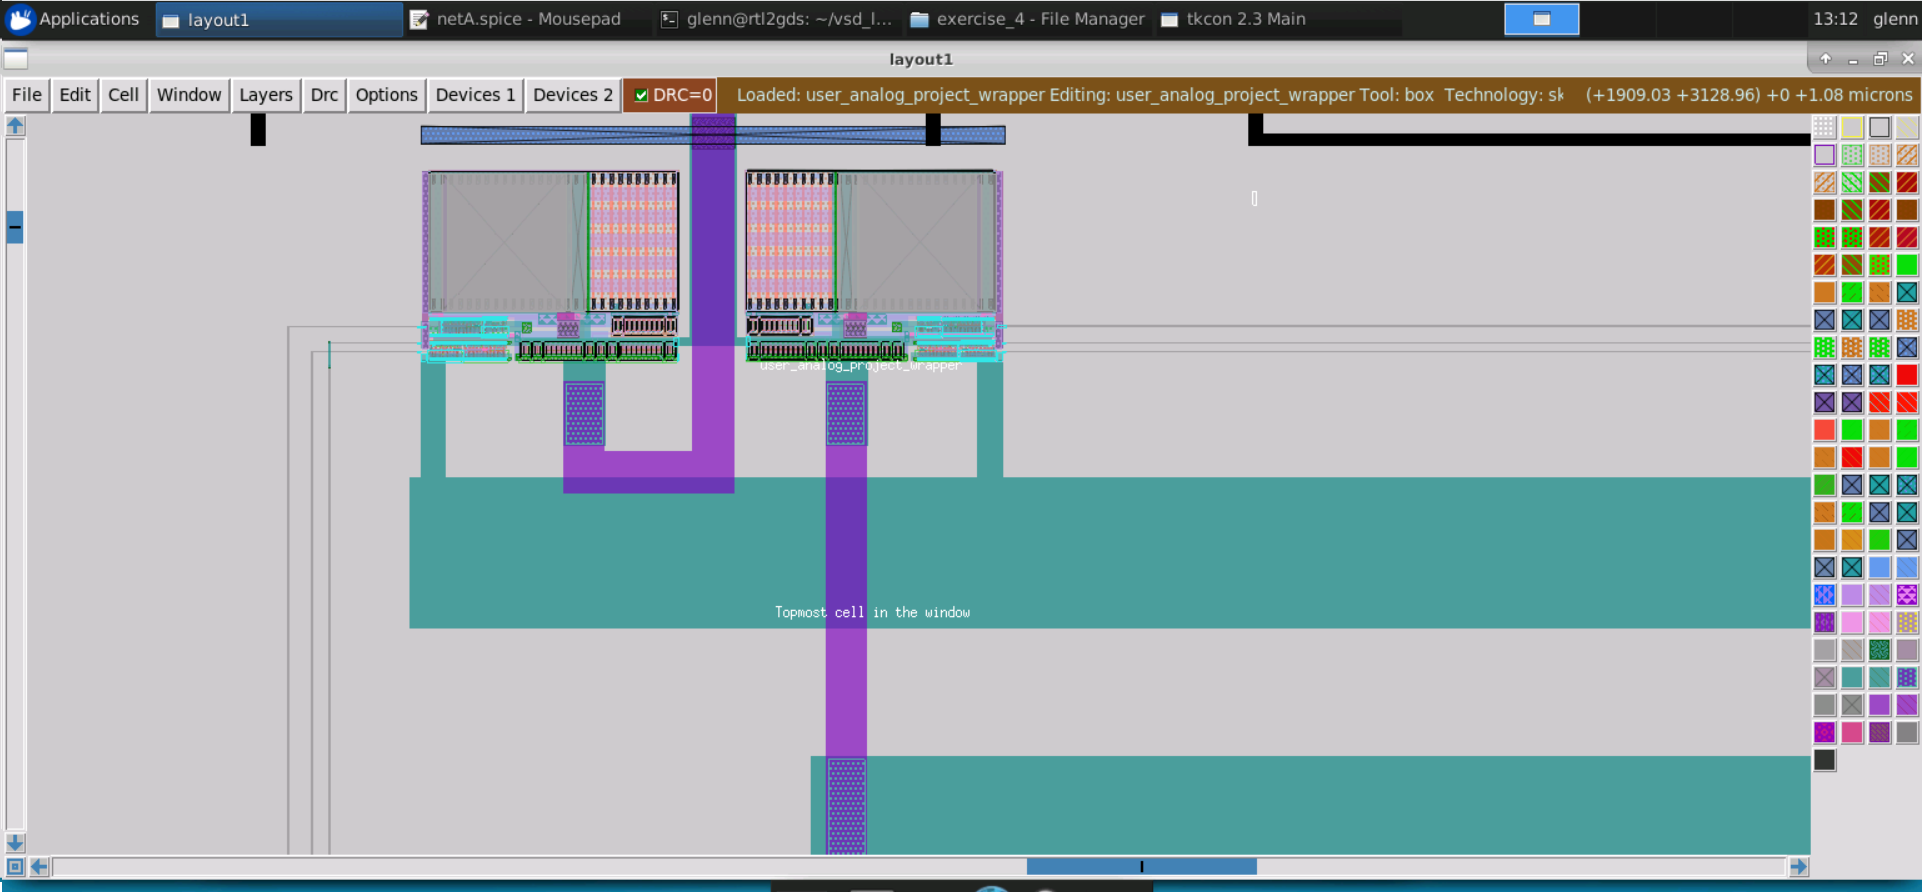 Applications layout1 netA.spice - Mousepad glenn@rtl2gds: ~/vsd_l... exercise_4 - File Manager tkcon 2.3 Main 13:12 glenn
layout1
File Edit Cell Window Layers Drc Options Devices 1 Devices 2 DRC=0 Loaded: user_analog_project_wrapper Editing: user_analog_project_wrapper Tool: box Technology: sk (+1909.03 +3128.96) +0 +1.08 microns
user_analog_project_wrapper
Topmost cell in the window